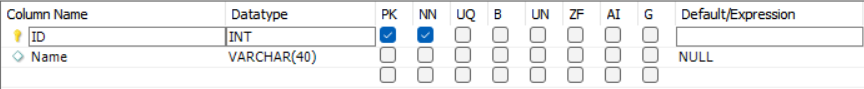 Column Name Datatype PK NN UQ B UN ZF AI G Default/Expression
ID INT
Name VARCHAR(40) NULL